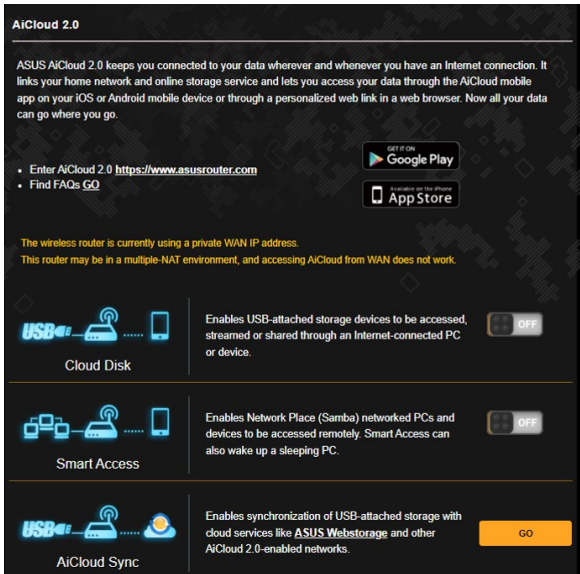 AiCloud 2.0
ASUS AiCloud 2.0 keeps you connected to your data wherever and whenever you have an Internet connection. It
links your home network and online storage service and lets you access your data through the AiCloud mobile
app on your iOS or Android mobile device or through a personalized web link in a web browser. Now all your data
can go where you go.
GET IT ON
Google Play
• Enter AiCloud 2.0 https://www.asusrouter.com
• Find FAQs GO
Available on the iPhone
App Store
The wireless router is currently using a private WAN IP address.
This router may be in a multiple-NAT environment, and accessing AiCloud from WAN does not work.
USB
Cloud Disk
Enables USB-attached storage devices to be accessed,
streamed or shared through an Internet-connected PC
or device.
OFF
Smart Access
Enables Network Place (Samba) networked PCs and
devices to be accessed remotely. Smart Access can
also wake up a sleeping PC.
OFF
USB
AiCloud Sync
Enables synchronization of USB-attached storage with
cloud services like ASUS Webstorage and other
AiCloud 2.0-enabled networks.
GO